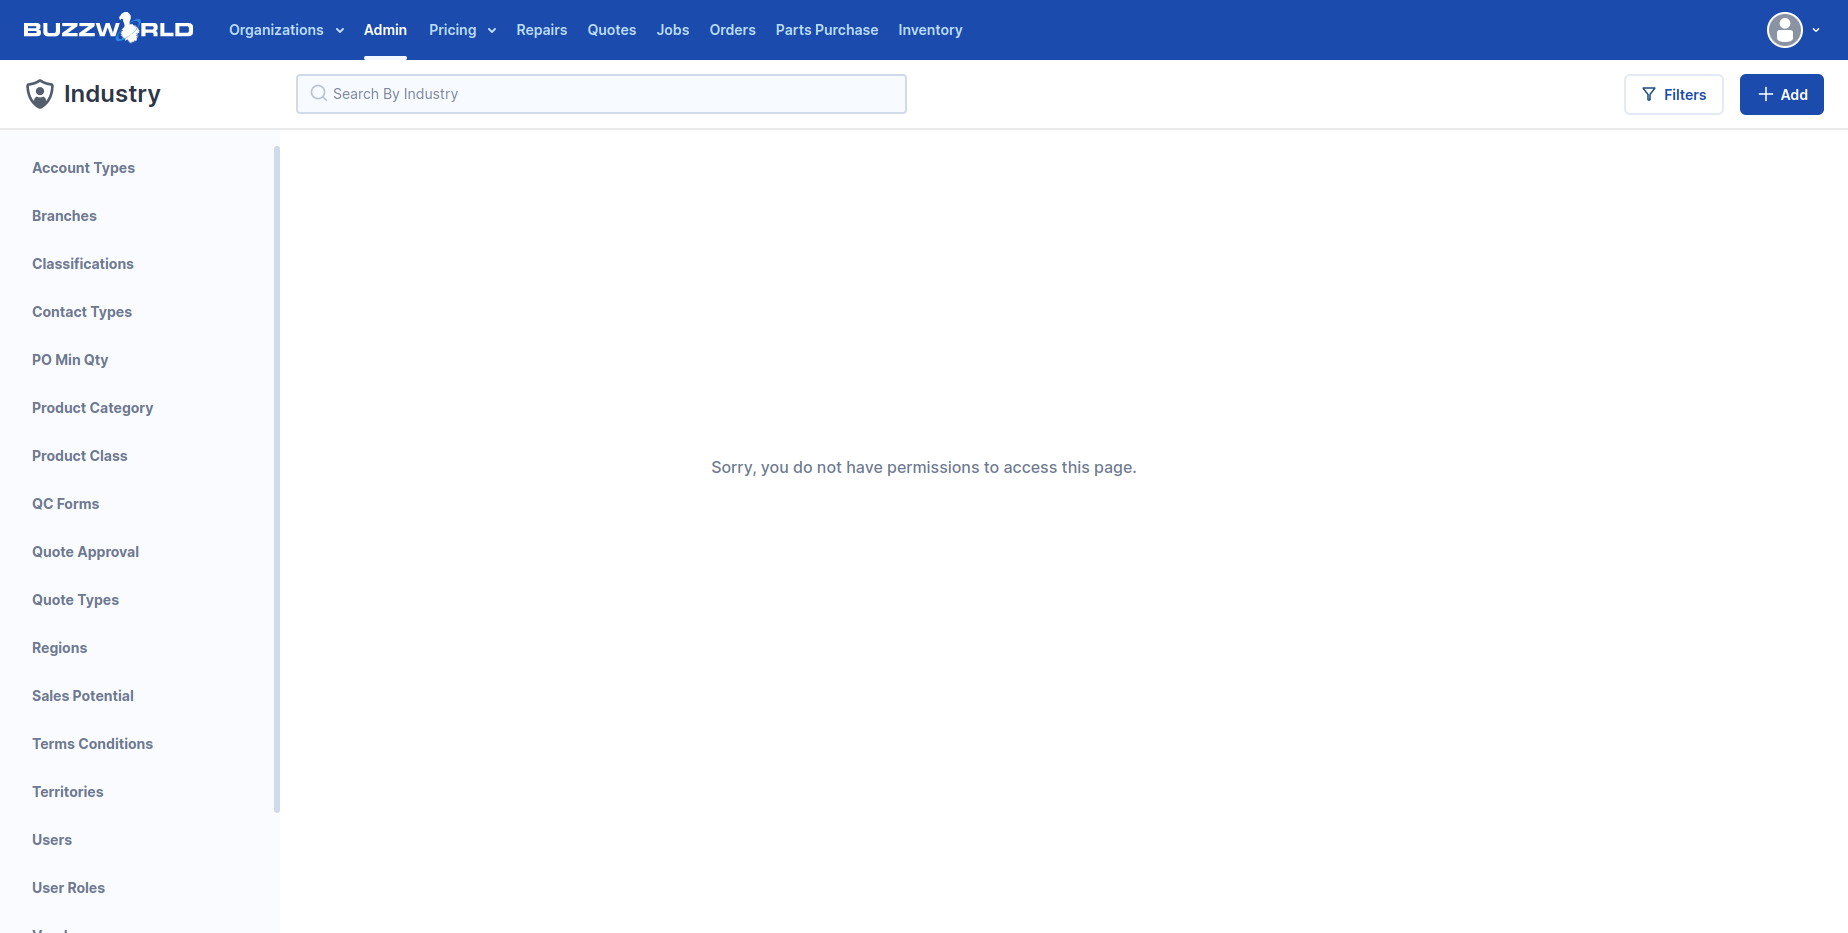 BUZZWORLD
Organizations Admin Pricing Repairs Quotes Jobs Orders Parts Purchase Inventory
Industry
Search By Industry
Filters
Add
Account Types
Branches
Classifications
Contact Types
PO Min Qty
Product Category
Product Class
QC Forms
Quote Approval
Quote Types
Regions
Sales Potential
Terms Conditions
Territories
Users
User Roles
Sorry, you do not have permissions to access this page.